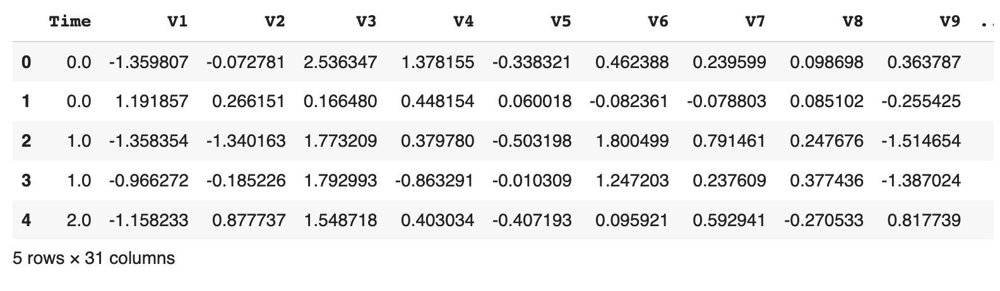 Time V1 V2 V3 V4 V5 V6 V7 V8 V9 ..
0 0.0 -1.359807 -0.072781 2.536347 1.378155 -0.338321 0.462388 0.239599 0.098698 0.363787
1 0.0 1.191857 0.266151 0.166480 0.448154 0.060018 -0.082361 -0.078803 0.085102 -0.255425
2 1.0 -1.358354 -1.340163 1.773209 0.379780 -0.503198 1.800499 0.791461 0.247676 -1.514654
3 1.0 -0.966272 -0.185226 1.792993 -0.863291 -0.010309 1.247203 0.237609 0.377436 -1.387024
4 2.0 -1.158233 0.877737 1.548718 0.403034 -0.407193 0.095921 0.592941 -0.270533 0.817739
5 rows × 31 columns